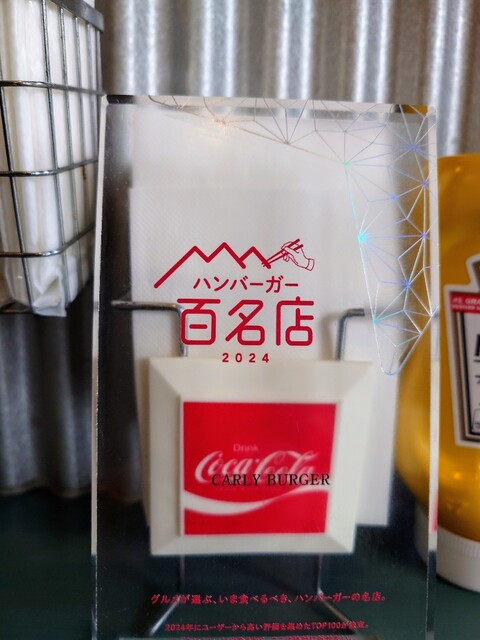 ハンバーガー
百名店
2024
Drink
Coca-Cola
CARLY BURGER
グルメが選ぶ、いま食べるべき、ハンバーガーの名店。
2024年にユーザーから高い評価を集めたTOP100の発表。